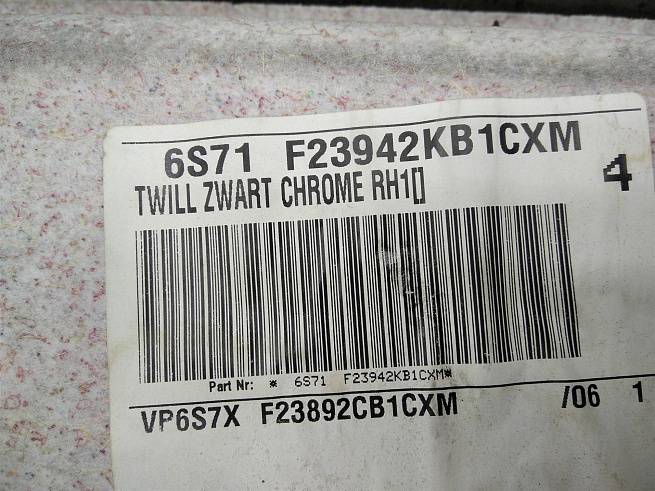 6S71 F23942KB1CXM
TWILL ZWART CHROME RH1[]
4
Part Nr: * 6S71 F23942KB1CXM*
VP6S7X F23892CB1CXM /06 1